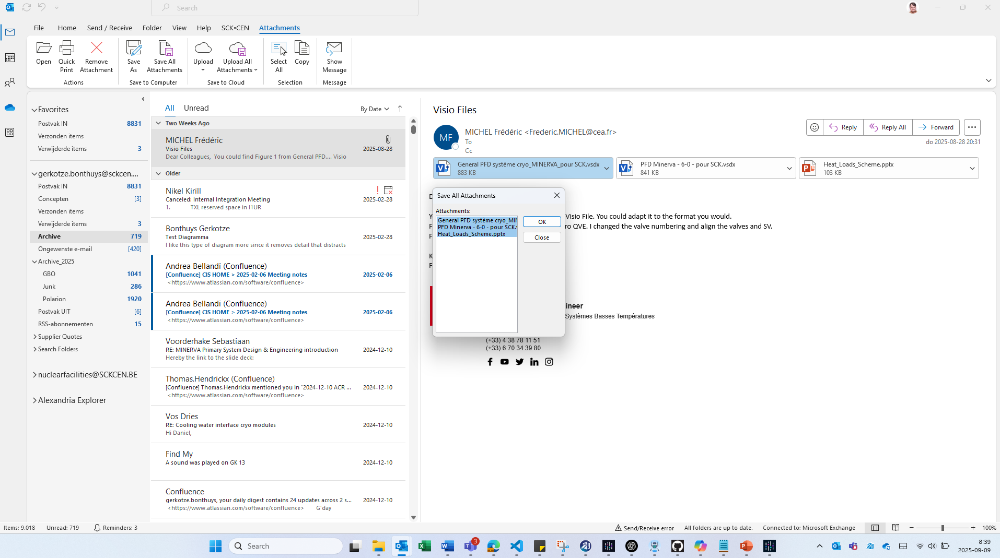 Search
File Home Send / Receive Folder View Help SCK•CEN Attachments
Open
Quick Print
Remove Attachment
Actions
Save As
Save All Attachments
Save to Computer
Upload
Upload All Attachments
Save to Cloud
Select All
Copy
Selection
Show Message
Message
Favorites
Postvak IN 8831
Verzonden items
Verwijderde items 3
gerkotze.bonthuys@sckcen....
Postvak IN 8831
Concepten [3]
Verzonden items
Verwijderde items 3
Archive 719
Ongewenste e-mail [420]
Archive_2025
GBO 1041
Junk 286
Polarion 1920
Postvak UIT [6]
RSS-abonnementen 15
Supplier Quotes
Search Folders
nuclearfacilities@SCKCEN.BE
Alexandria Explorer
All Unread By Date
Two Weeks Ago
MICHEL Frédéric
Visio Files 2025-08-28
Dear Colleagues, You could find Figure 1 from General PFD.... Visio
Older
Nikel Kirill
Canceled: Internal Integration Meeting 2025-02-28
1. TXL reserved space in I1UR
Bonthuys Gerkotze
Test Diagramma 2025-02-28
I like this type of diagram more since it removes detail that distracts
Andrea Bellandi (Confluence)
[Confluence] CIS HOME > 2025-02-06 Meeting notes 2025-02-06
<https://www.atlassian.com/software/confluence>
Andrea Bellandi (Confluence)
[Confluence] CIS HOME > 2025-02-06 Meeting notes 2025-02-06
<https://www.atlassian.com/software/confluence>
Voorderhake Sebastiaan
RE: MINERVA Primary System Design & Engineering introduction 2024-12-10
Hereby the link to the slide deck:
Thomas.Hendrickx (Confluence)
[Confluence] Thomas.Hendrickx mentioned you in "2024-12-10 ACR ... 2024-12-10
<https://www.atlassian.com/software/confluence>
Vos Dries
RE: Cooling water interface cryo modules 2024-12-10
Hi Daniel,
Find My
A sound was played on GK 13 2024-12-10
Confluence
gerkotze.bonthuys, your daily digest contains 24 updates across 2 s... 2024-12-10
<https://www.atlassian.com/software/confluence> G'day
Visio Files
MF
MICHEL Frédéric <Frederic.MICHEL@cea.fr>
To
Cc
Reply Reply All Forward
do 2025-08-28 20:31
General PFD système cryo_MINERVA_pour SCK.vsdx
883 KB
PFD Minerva - 6-0 - pour SCK.vsdx
841 KB
Heat_Loads_Scheme.pptx
103 KB
Save All Attachments
Attachments:
General PFD système cryo_MI
PFD Minerva - 6-0 - pour SCK.
Heat_Loads_Scheme.pptx
OK
Close
Visio File. You could adapt it to the format you would.
ro QVE. I changed the valve numbering and align the valves and SV.
ineer
Systèmes Basses Températures
(+33) 4 38 78 11 51
(+33) 6 70 34 39 80
Items: 9.018 Unread: 719 Reminders: 3 Send/Receive error All folders are up to date. Connected to: Microsoft Exchange 100%
Search
3
8:39
2025-09-09